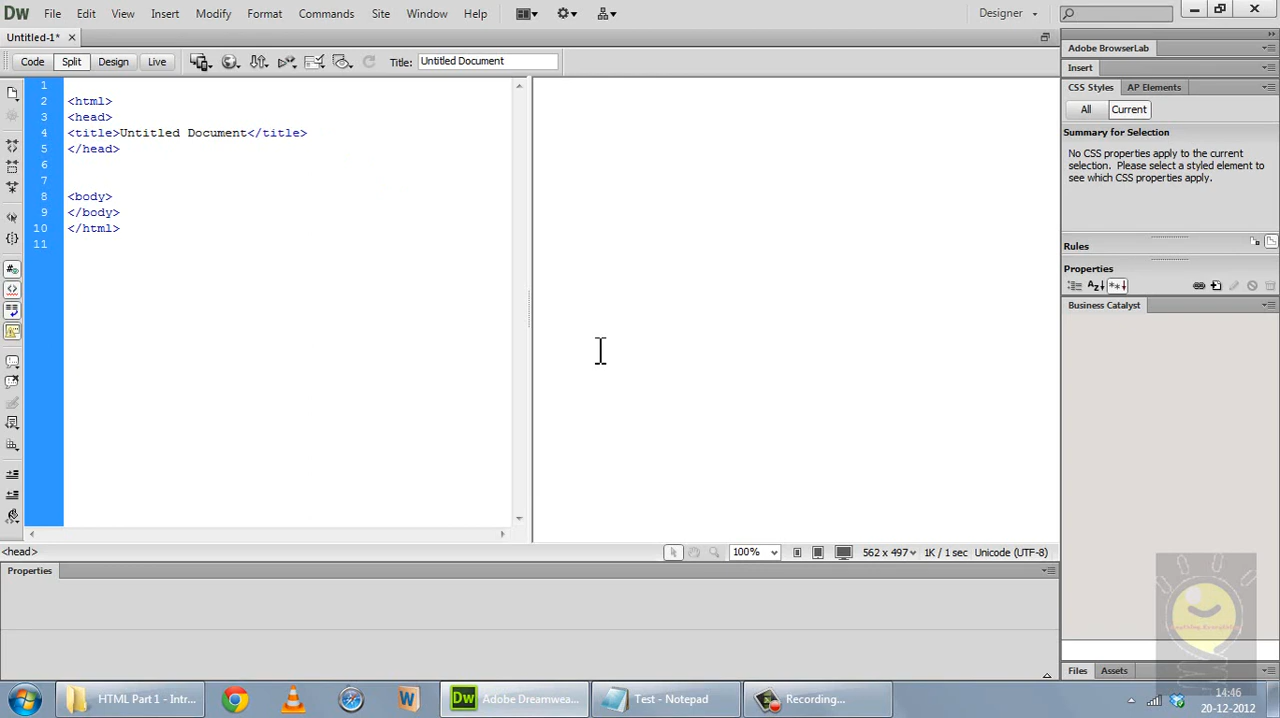 Dw File Edit View Insert Modify Format Commands Site Window Help Designer
Untitled-1*
Code Split Design Live Title: Untitled Document
1
2 <html>
3 <head>
4 <title>Untitled Document</title>
5 </head>
6
7
8 <body>
9 </body>
10 </html>
11
Adobe BrowserLab
Insert
CSS Styles AP Elements
All Current
Summary for Selection
No CSS properties apply to the current
selection. Please select a styled element to
see which CSS properties apply.
Rules
Properties
Business Catalyst
<head> 100% 562 x 497 1K / 1 sec Unicode (UTF-8)
Properties
Files Assets
HTML Part 1 - Intr... Dw Adobe Dreamwea... Test - Notepad Recording...
14:46
20-12-2012